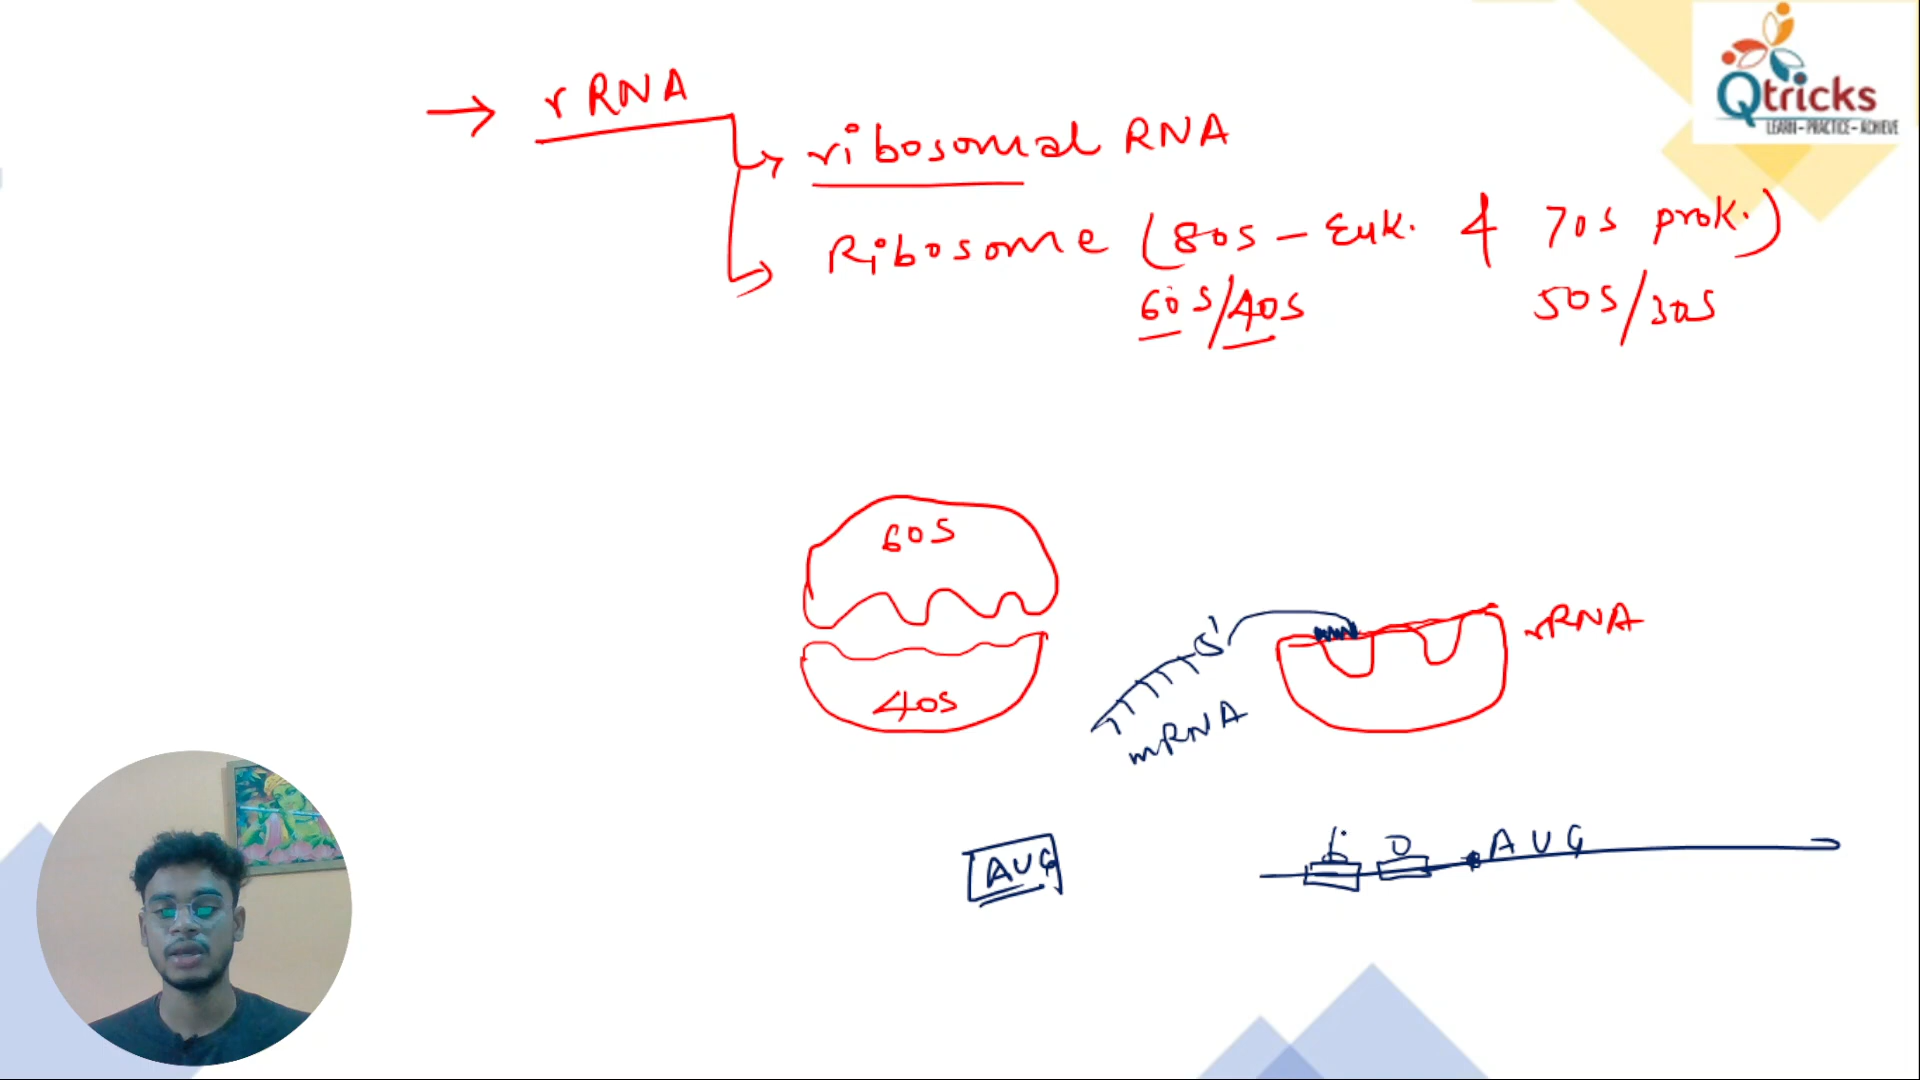 → rRNA
ribosomal RNA
Ribosome (80S – Euk. & 70S prok.)
60S/40S 50S/30S
60S
40S
5'
mRNA
rRNA
AUG
AUG
Qtricks
LEARN – PRACTICE – ACHIEVE